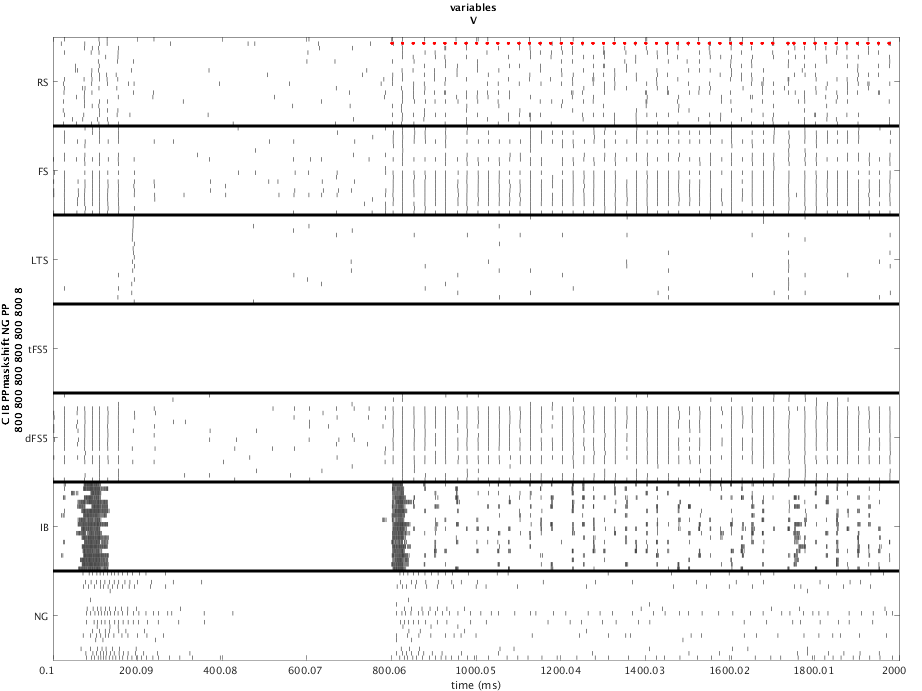 variables
V
C IB PPmaskshift NG PP
800 800 800 800 800 800 8
RS
FS
LTS
tFS5
dFS5
IB
NG
0.1 200.09 400.08 600.07 800.06 1000.05 1200.04 1400.03 1600.02 1800.01 2000
time (ms)